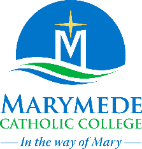 M
MARYMEDE
CATHOLIC COLLEGE
In the way of Mary